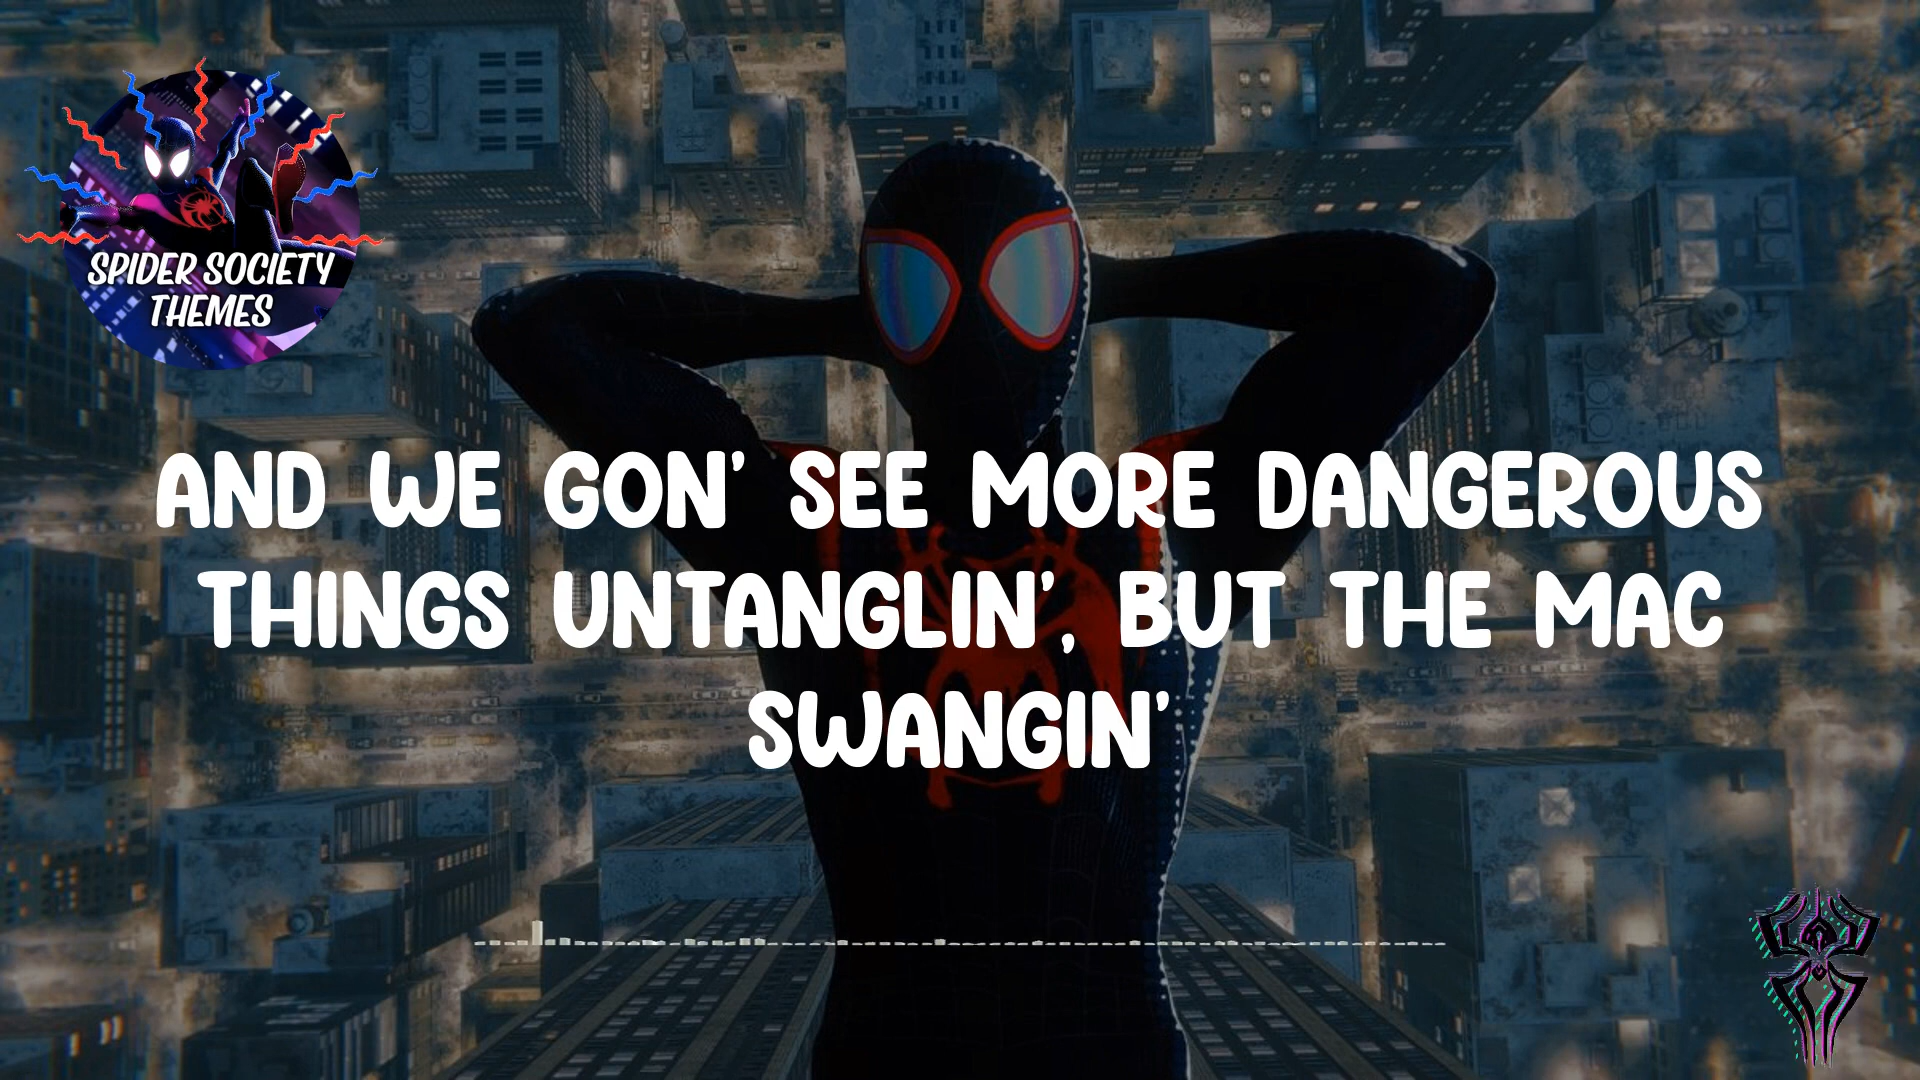 SPIDER SOCIETY
THEMES
AND WE GON' SEE MORE DANGEROUS
THINGS UNTANGLIN', BUT THE MAC
SWANGIN'